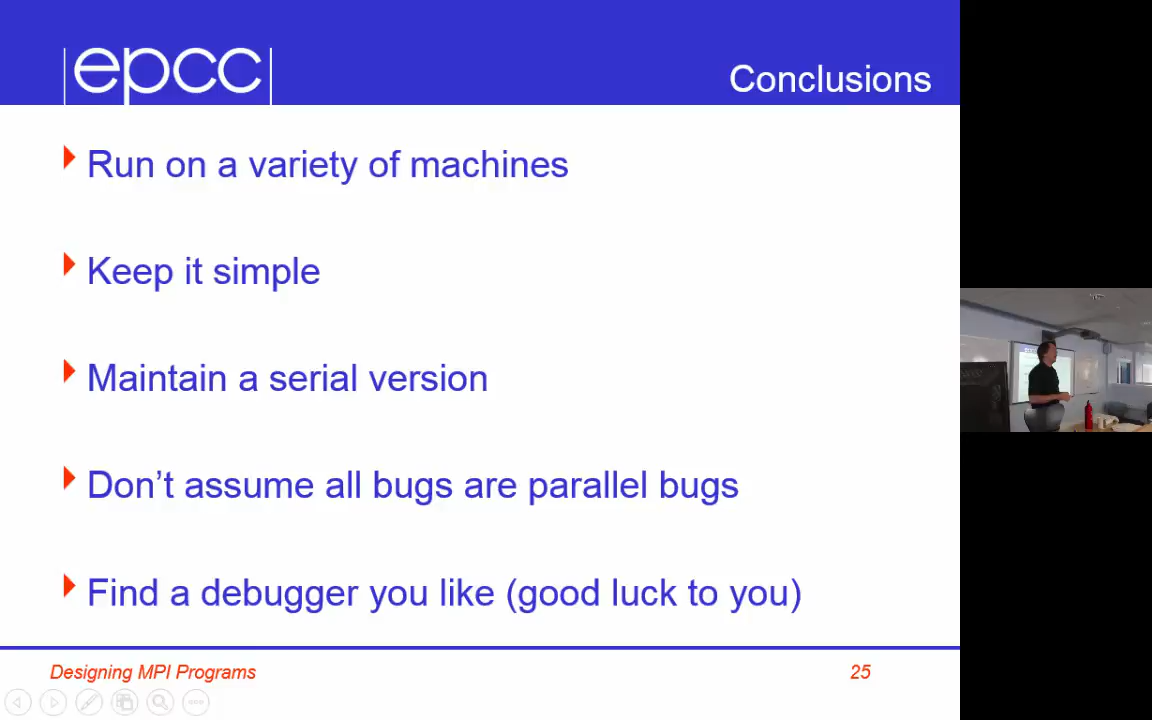 epcc
Conclusions
Run on a variety of machines
Keep it simple
Maintain a serial version
Don’t assume all bugs are parallel bugs
Find a debugger you like (good luck to you)
Designing MPI Programs
25